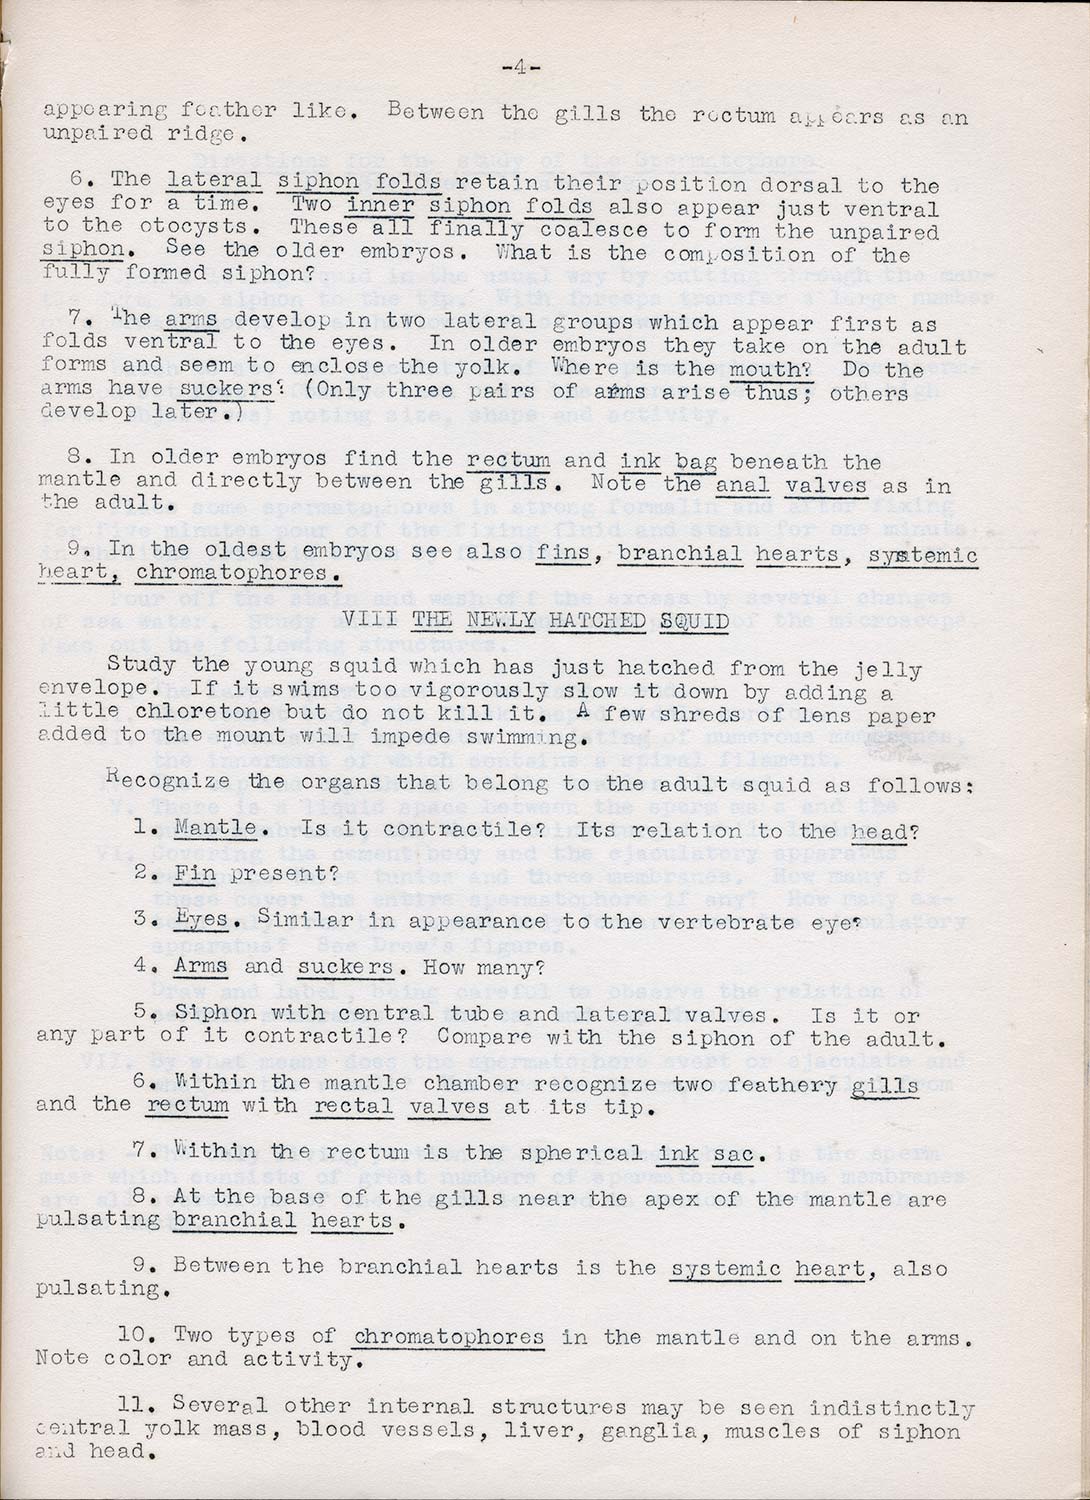 -4-
appearing feather like. Between the gills the rectum appears as an
unpaired ridge.
6. The lateral siphon folds retain their position dorsal to the
eyes for a time. Two inner siphon folds also appear just ventral
to the otocysts. These all finally coalesce to form the unpaired
siphon. See the older embryos. What is the composition of the
fully formed siphon?
7. The arms develop in two lateral groups which appear first as
folds ventral to the eyes. In older embryos they take on the adult
forms and seem to enclose the yolk. Where is the mouth? Do the
arms have suckers? (Only three pairs of arms arise thus; others
develop later.)
8. In older embryos find the rectum and ink bag beneath the
mantle and directly between the gills. Note the anal valves as in
the adult.
9. In the oldest embryos see also fins, branchial hearts, systemic
heart, chromatophores.
VIII THE NEWLY HATCHED SQUID
Study the young squid which has just hatched from the jelly
envelope. If it swims too vigorously slow it down by adding a
little chloretone but do not kill it. A few shreds of lens paper
added to the mount will impede swimming.
Recognize the organs that belong to the adult squid as follows:
1. Mantle. Is it contractile? Its relation to the head?
2. Fin present?
3. Eyes. Similar in appearance to the vertebrate eye?
4. Arms and suckers. How many?
5. Siphon with central tube and lateral valves. Is it or
any part of it contractile? Compare with the siphon of the adult.
6. Within the mantle chamber recognize two feathery gills
and the rectum with rectal valves at its tip.
7. Within the rectum is the spherical ink sac.
8. At the base of the gills near the apex of the mantle are
pulsating branchial hearts.
9. Between the branchial hearts is the systemic heart, also
pulsating.
10. Two types of chromatophores in the mantle and on the arms.
Note color and activity.
11. Several other internal structures may be seen indistinctly
central yolk mass, blood vessels, liver, ganglia, muscles of siphon
and head.